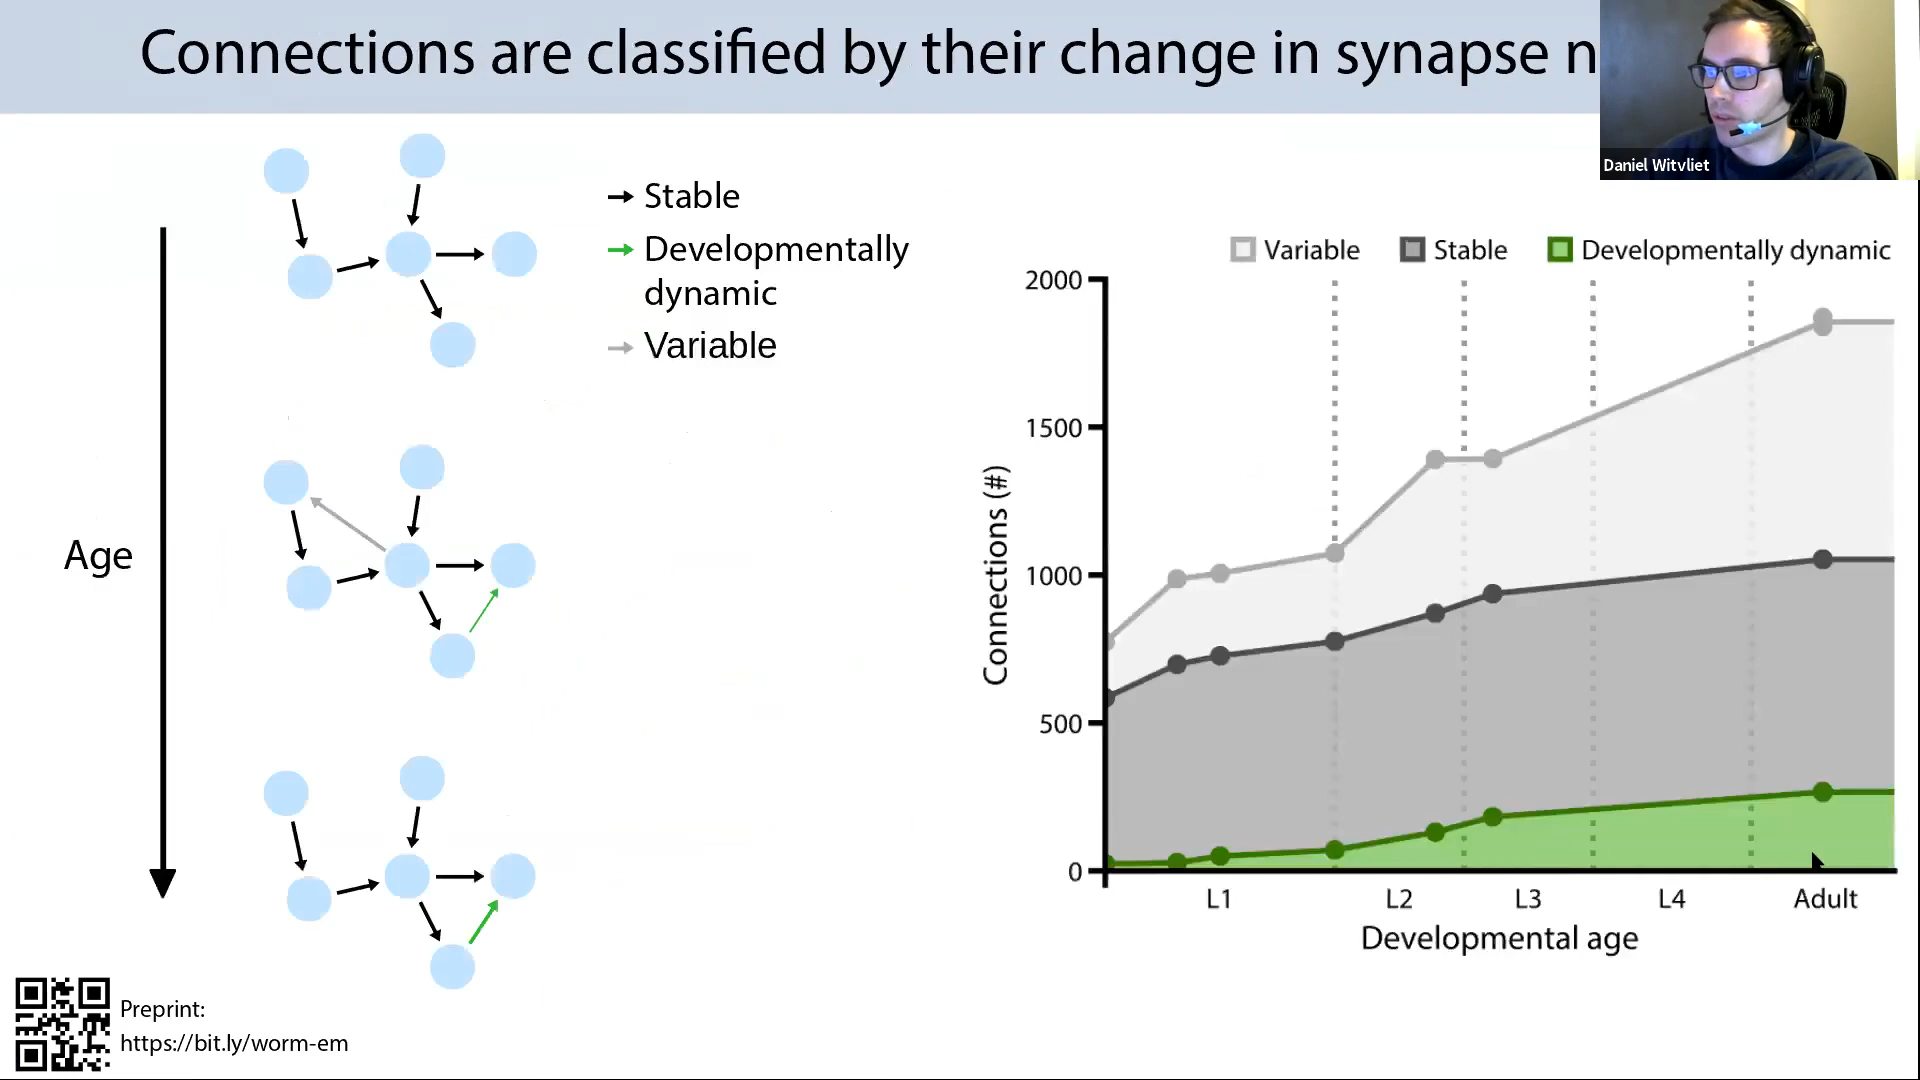 Connections are classified by their change in synapse n
Daniel Witvliet
Stable
Developmentally
dynamic
Variable
Age
Variable Stable Developmentally dynamic
2000
1500
1000
500
0
Connections (#)
L1 L2 L3 L4 Adult
Developmental age
Preprint:
https://bit.ly/worm-em